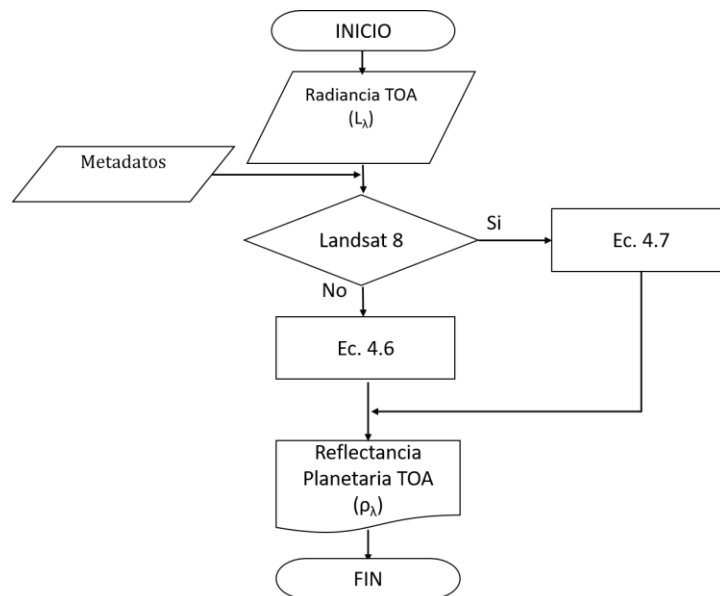 INICIO
Radiancia TOA
(Lλ)
Metadatos
Landsat 8
Si
Ec. 4.7
No
Ec. 4.6
Reflectancia
Planetaria TOA
(ρλ)
FIN